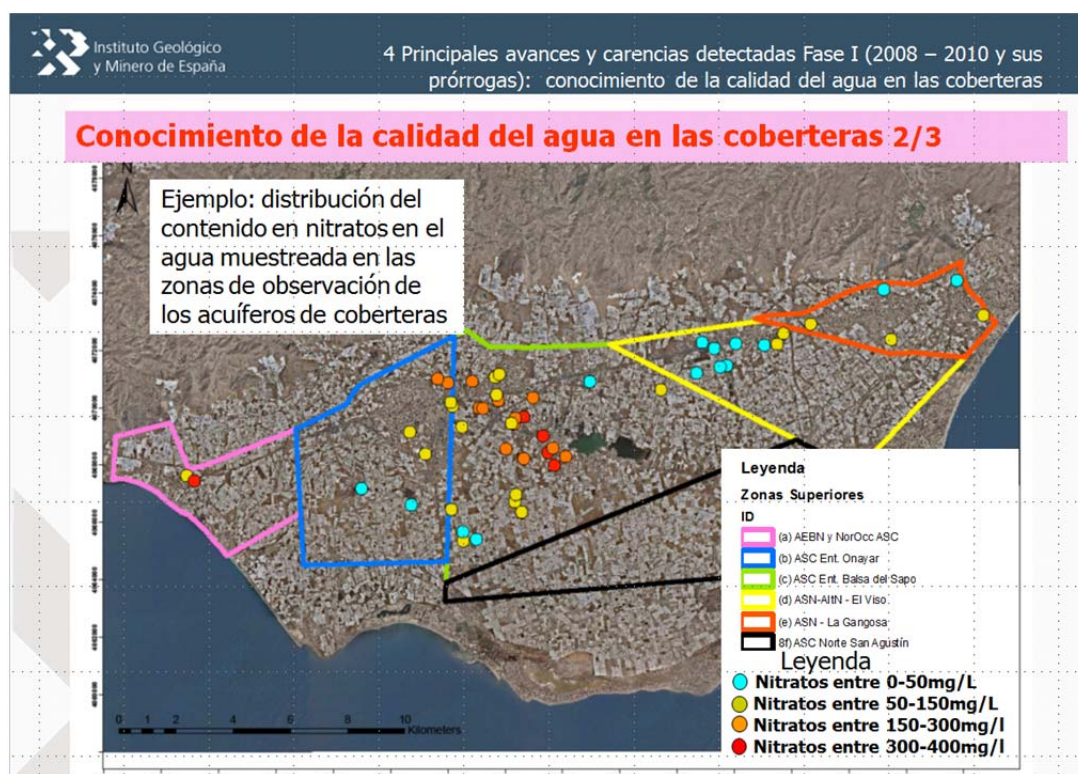 Instituto Geológico
y Minero de España
4 Principales avances y carencias detectadas Fase I (2008 – 2010 y sus
prórrogas): conocimiento de la calidad del agua en las coberteras
Conocimiento de la calidad del agua en las coberteras 2/3
N
Ejemplo: distribución del
contenido en nitratos en el
agua muestreada en las
zonas de observación de
los acuíferos de coberteras
4074000
4072000
4070000
4064000
4062000
Leyenda
Zonas Superiores
ID
(a) AEBN y NorOcc ASC
(b) ASC Ent. Onayar
(c) ASC Ent. Balsa del Sapo
(d) ASN-AltN - El Viso
(e) ASN - La Gangosa
8f) ASC Norte San Agustín
Leyenda
Nitratos entre 0-50mg/L
Nitratos entre 50-150mg/L
Nitratos entre 150-300mg/l
Nitratos entre 300-400mg/l
0 1 2 4 6 8 10
Kilometers